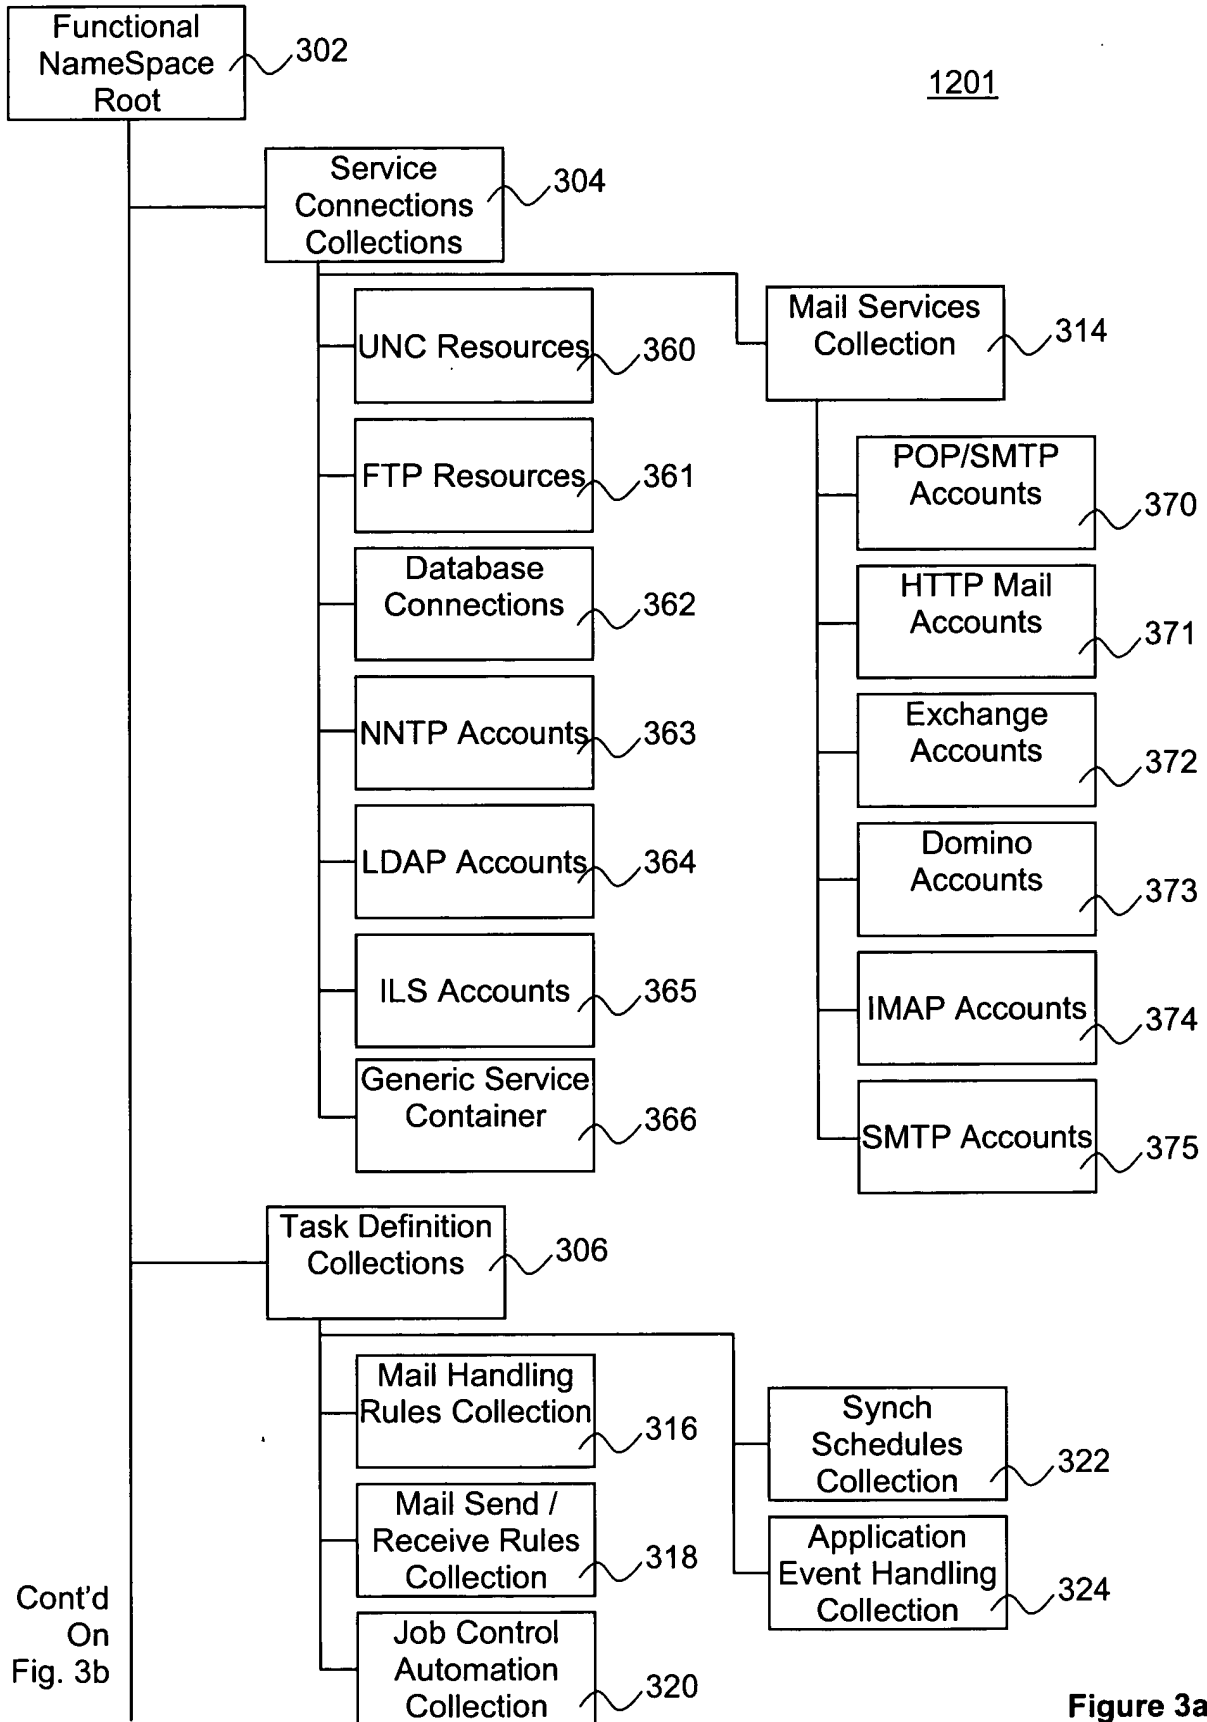 Functional
NameSpace
Root
302
1201
Service
Connections
Collections
304
UNC Resources
360
Mail Services
Collection
314
FTP Resources
361
POP/SMTP
Accounts
370
Database
Connections
362
HTTP Mail
Accounts
371
NNTP Accounts
363
Exchange
Accounts
372
LDAP Accounts
364
Domino
Accounts
373
ILS Accounts
365
IMAP Accounts
374
Generic Service
Container
366
SMTP Accounts
375
Task Definition
Collections
306
Mail Handling
Rules Collection
316
Synch
Schedules
Collection
322
Mail Send /
Receive Rules
Collection
318
Application
Event Handling
Collection
324
Job Control
Automation
Collection
320
Cont'd
On
Fig. 3b
Figure 3a